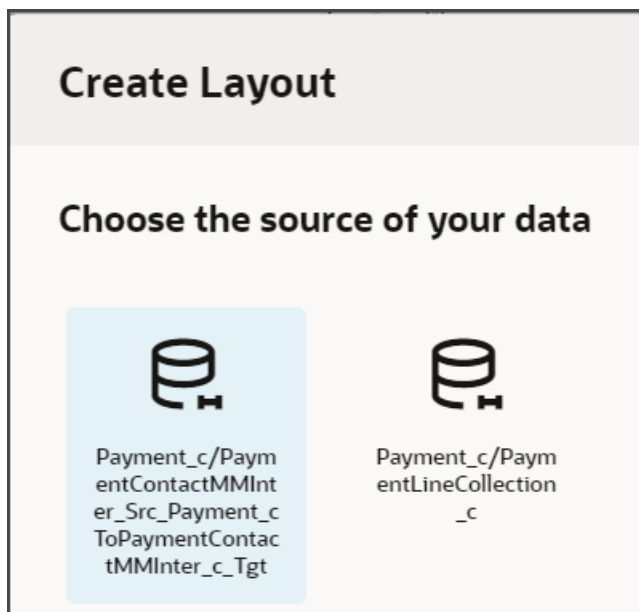 Create Layout
Choose the source of your data
Payment_c/Paym
entContactMMInt
er_Src_Payment_c
ToPaymentContac
tMMInter_c_Tgt
Payment_c/Paym
entLineCollection
_c